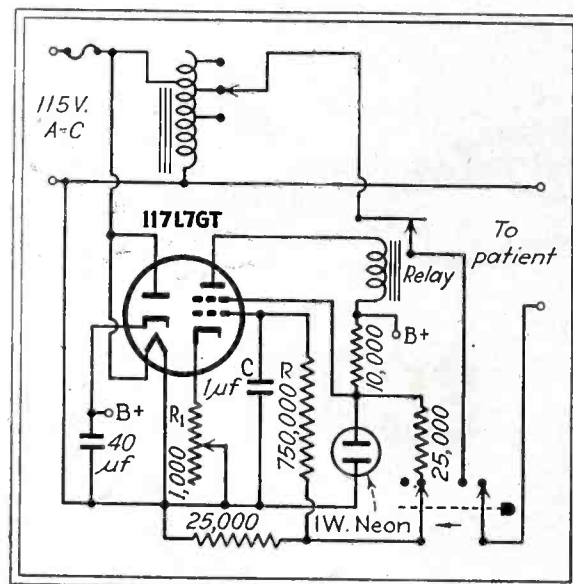 115V.
A=C
117L7GT
To
patient
Relay
B+
10,000
B+
40
µf
R₁
1,000
1µf
C
R
750,000
25,000
25,000
1W. Neon